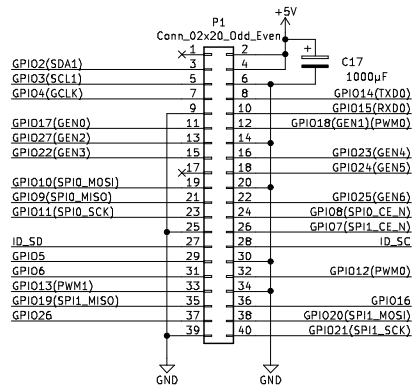 +5V
P1
Conn_02x20_Odd_Even
C17
1000µF
1 2
GPIO2(SDA1) 3 4
GPIO3(SCL1) 5 6
GPIO4(GCLK) 7 8 GPIO14(TXD0)
9 10 GPIO15(RXD0)
GPIO17(GEN0) 11 12 GPIO18(GEN1)(PWM0)
GPIO27(GEN2) 13 14
GPIO22(GEN3) 15 16 GPIO23(GEN4)
17 18 GPIO24(GEN5)
GPIO10(SPI0_MOSI) 19 20
GPIO9(SPI0_MISO) 21 22 GPIO25(GEN6)
GPIO11(SPI0_SCK) 23 24 GPIO8(SPI0_CE_N)
25 26 GPIO7(SPI1_CE_N)
ID_SD 27 28 ID_SC
GPIO5 29 30
GPIO6 31 32 GPIO12(PWM0)
GPIO13(PWM1) 33 34
GPIO19(SPI1_MISO) 35 36 GPIO16
GPIO26 37 38 GPIO20(SPI1_MOSI)
39 40 GPIO21(SPI1_SCK)
GND GND